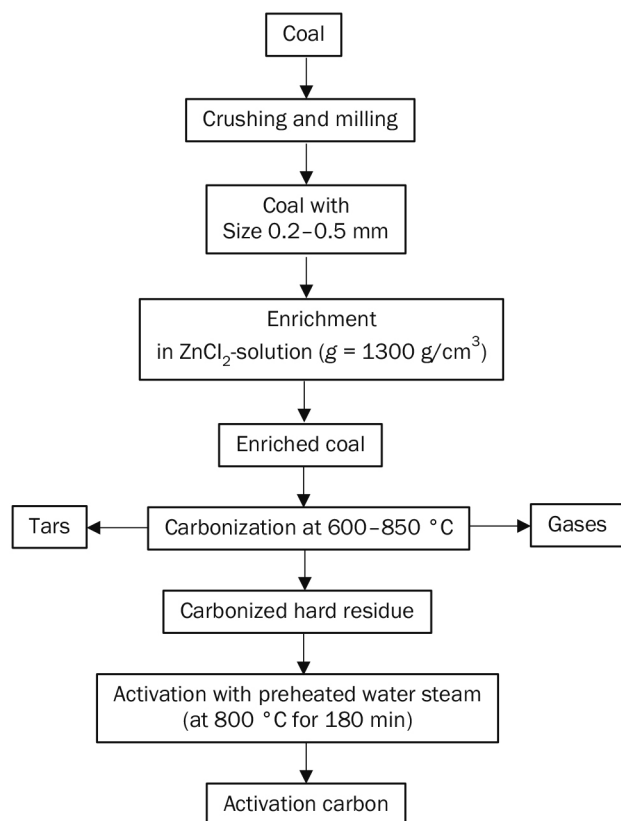 Coal
Crushing and milling
Coal with
Size 0.2–0.5 mm
Enrichment
in ZnCl₂-solution (g = 1300 g/cm³)
Enriched coal
Tars
Carbonization at 600–850 °C
Gases
Carbonized hard residue
Activation with preheated water steam
(at 800 °C for 180 min)
Activation carbon